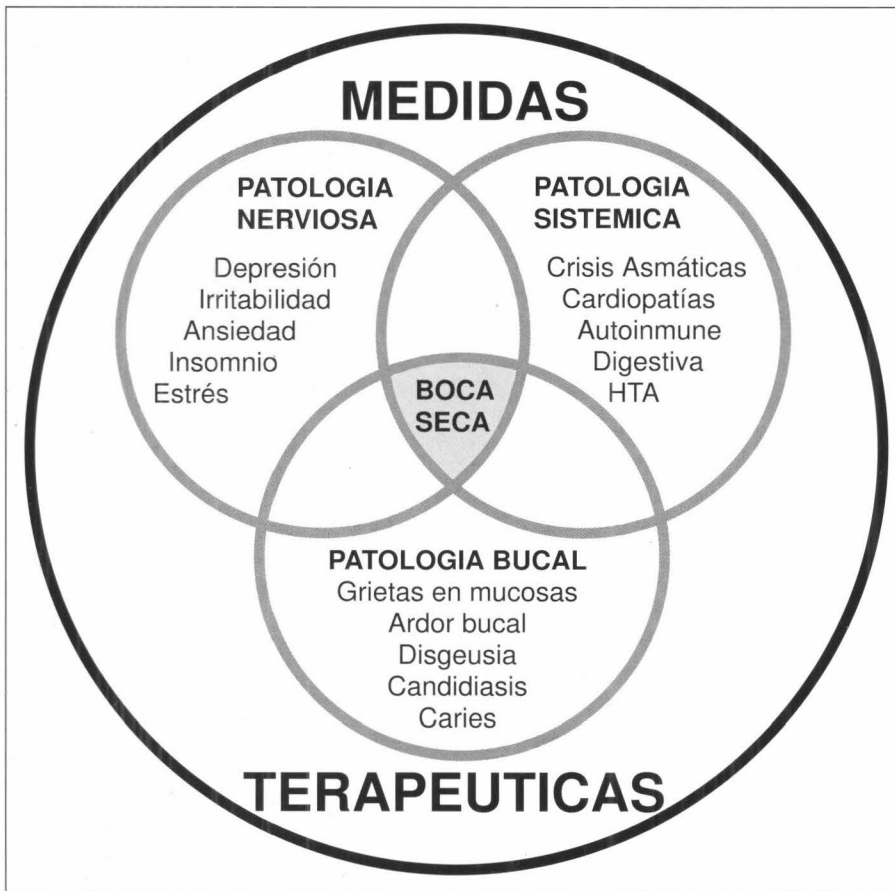 MEDIDAS
PATOLOGIA
NERVIOSA
Depresión
Irritabilidad
Ansiedad
Insomnio
Estrés
PATOLOGIA
SISTEMICA
Crisis Asmáticas
Cardiopatías
Autoinmune
Digestiva
HTA
BOCA
SECA
PATOLOGIA BUCAL
Grietas en mucosas
Ardor bucal
Disgeusia
Candidiasis
Caries
TERAPEUTICAS